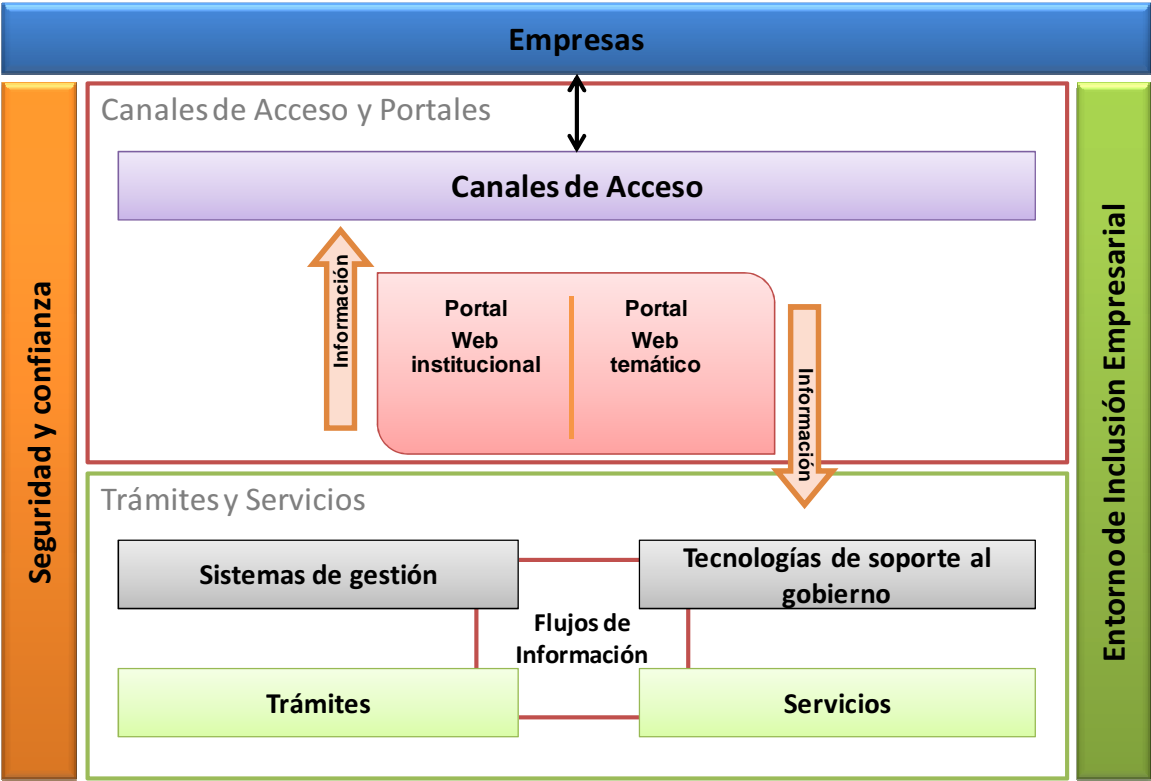 Empresas
Seguridad y confianza
Canales de Acceso y Portales
Canales de Acceso
Información
Portal
Web
institucional
Portal
Web
temático
Información
Trámites y Servicios
Sistemas de gestión
Tecnologías de soporte al
gobierno
Flujos de
Información
Trámites
Servicios
Entorno de Inclusión Empresarial